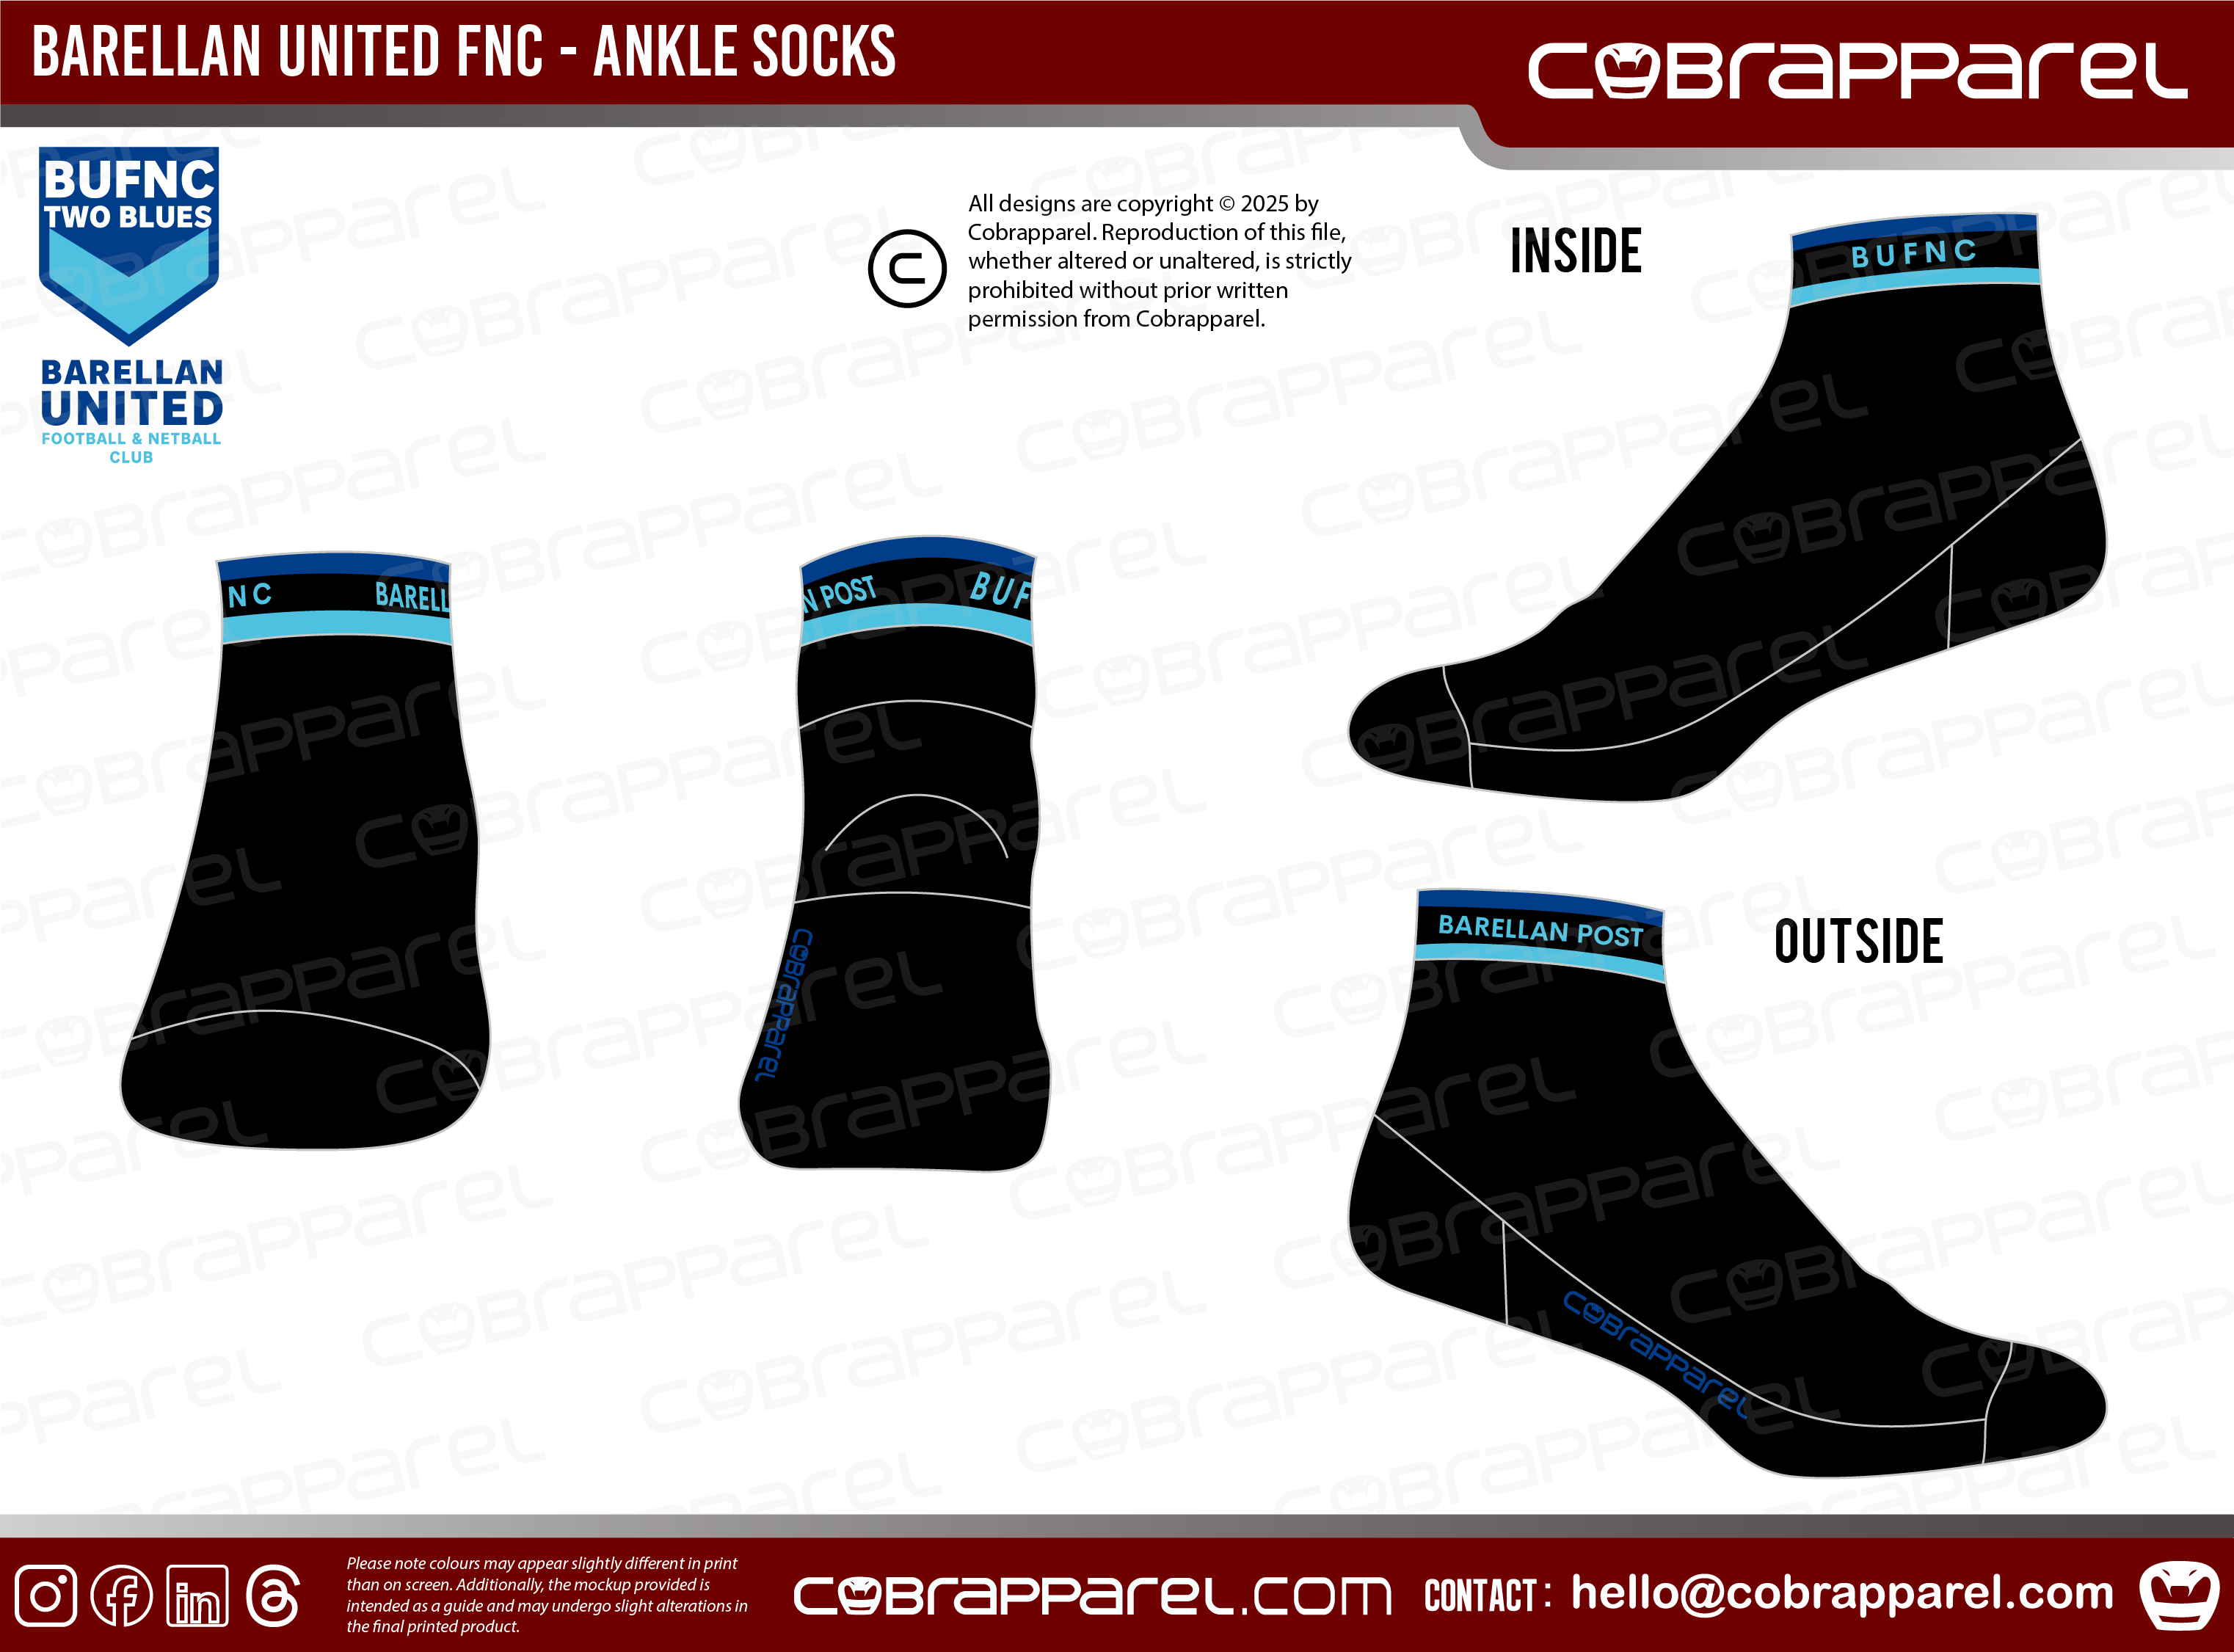 BARELLAN UNITED FNC - ANKLE SOCKS
COBRAPPAREL
BUFNC
TWO BLUES
BARELLAN
UNITED
FOOTBALL & NETBALL
CLUB
All designs are copyright © 2025 by
Cobrapparel. Reproduction of this file,
whether altered or unaltered, is strictly
prohibited without prior written
permission from Cobrapparel.
INSIDE
BUFNC
NC BARELL
N POST BUF
COBRAPPAREL
BARELLAN POST
OUTSIDE
COBRAPPAREL
Please note colours may appear slightly different in print
than on screen. Additionally, the mockup provided is
intended as a guide and may undergo slight alterations in
the final printed product.
COBRAPPAREL.COM
CONTACT: hello@cobrapparel.com